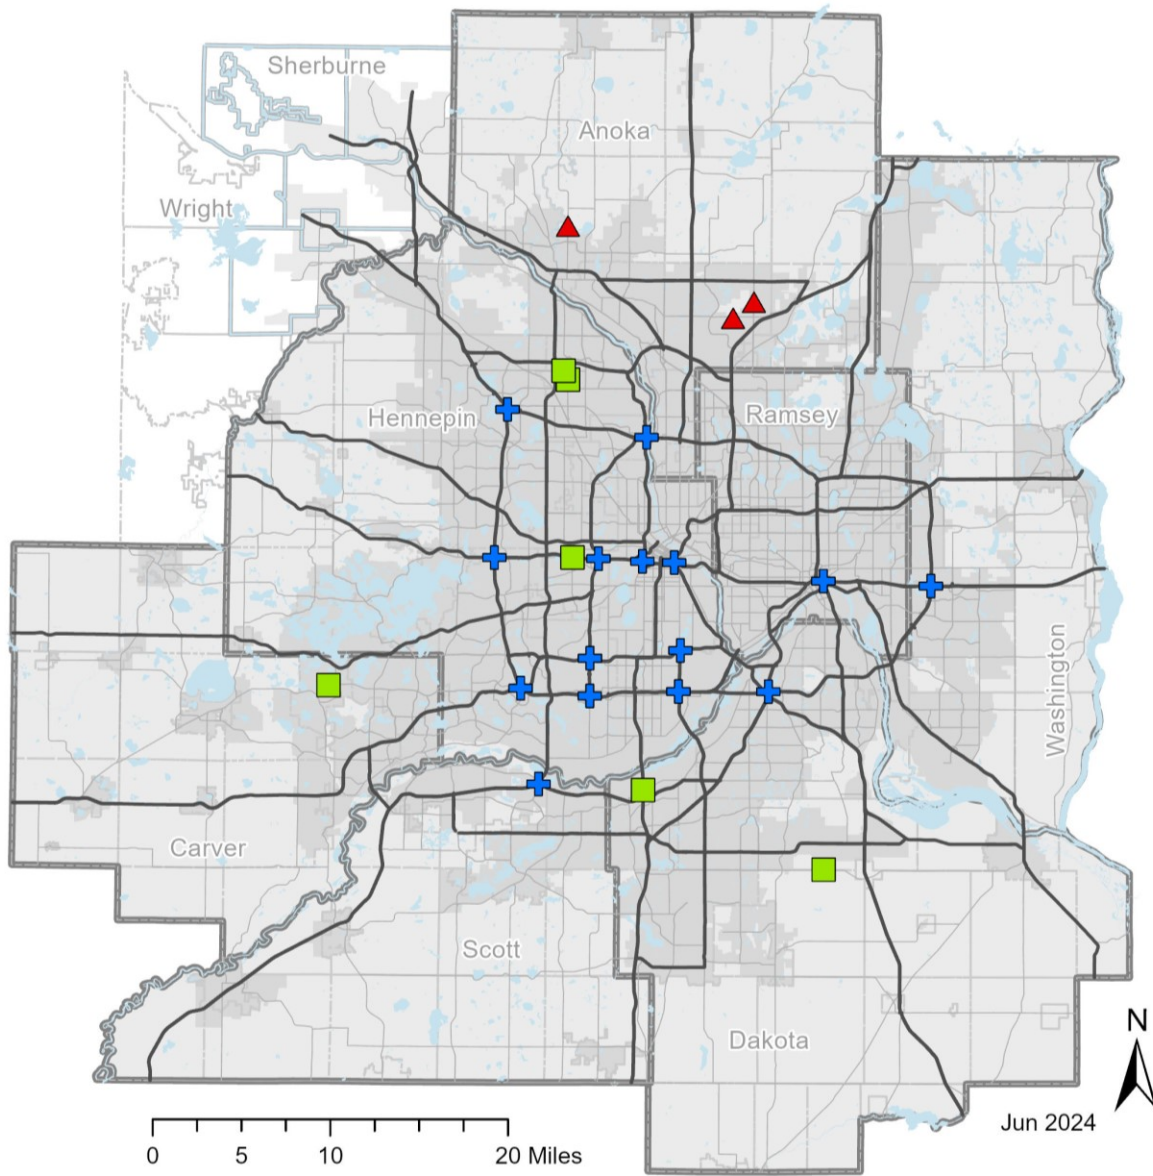 Sherburne
Anoka
Wright
Hennepin
Ramsey
Washington
Carver
Scott
Dakota
N
Jun 2024
0 5 10 20 Miles